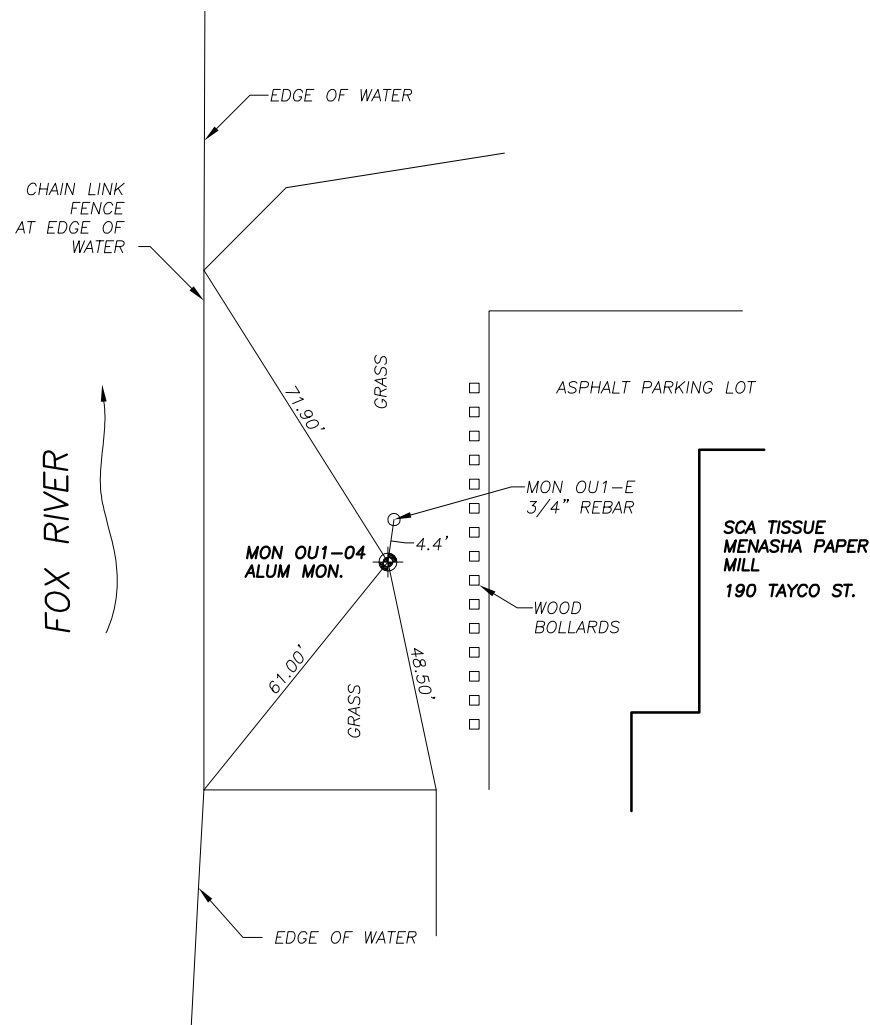 EDGE OF WATER
CHAIN LINK
FENCE
AT EDGE OF
WATER
71.90'
GRASS
ASPHALT PARKING LOT
FOX RIVER
MON OU1-E
3/4" REBAR
4.4'
MON OU1-04
ALUM MON.
SCA TISSUE
MENASHA PAPER
MILL
190 TAYCO ST.
WOOD
BOLLARDS
61.00'
48.50'
GRASS
EDGE OF WATER